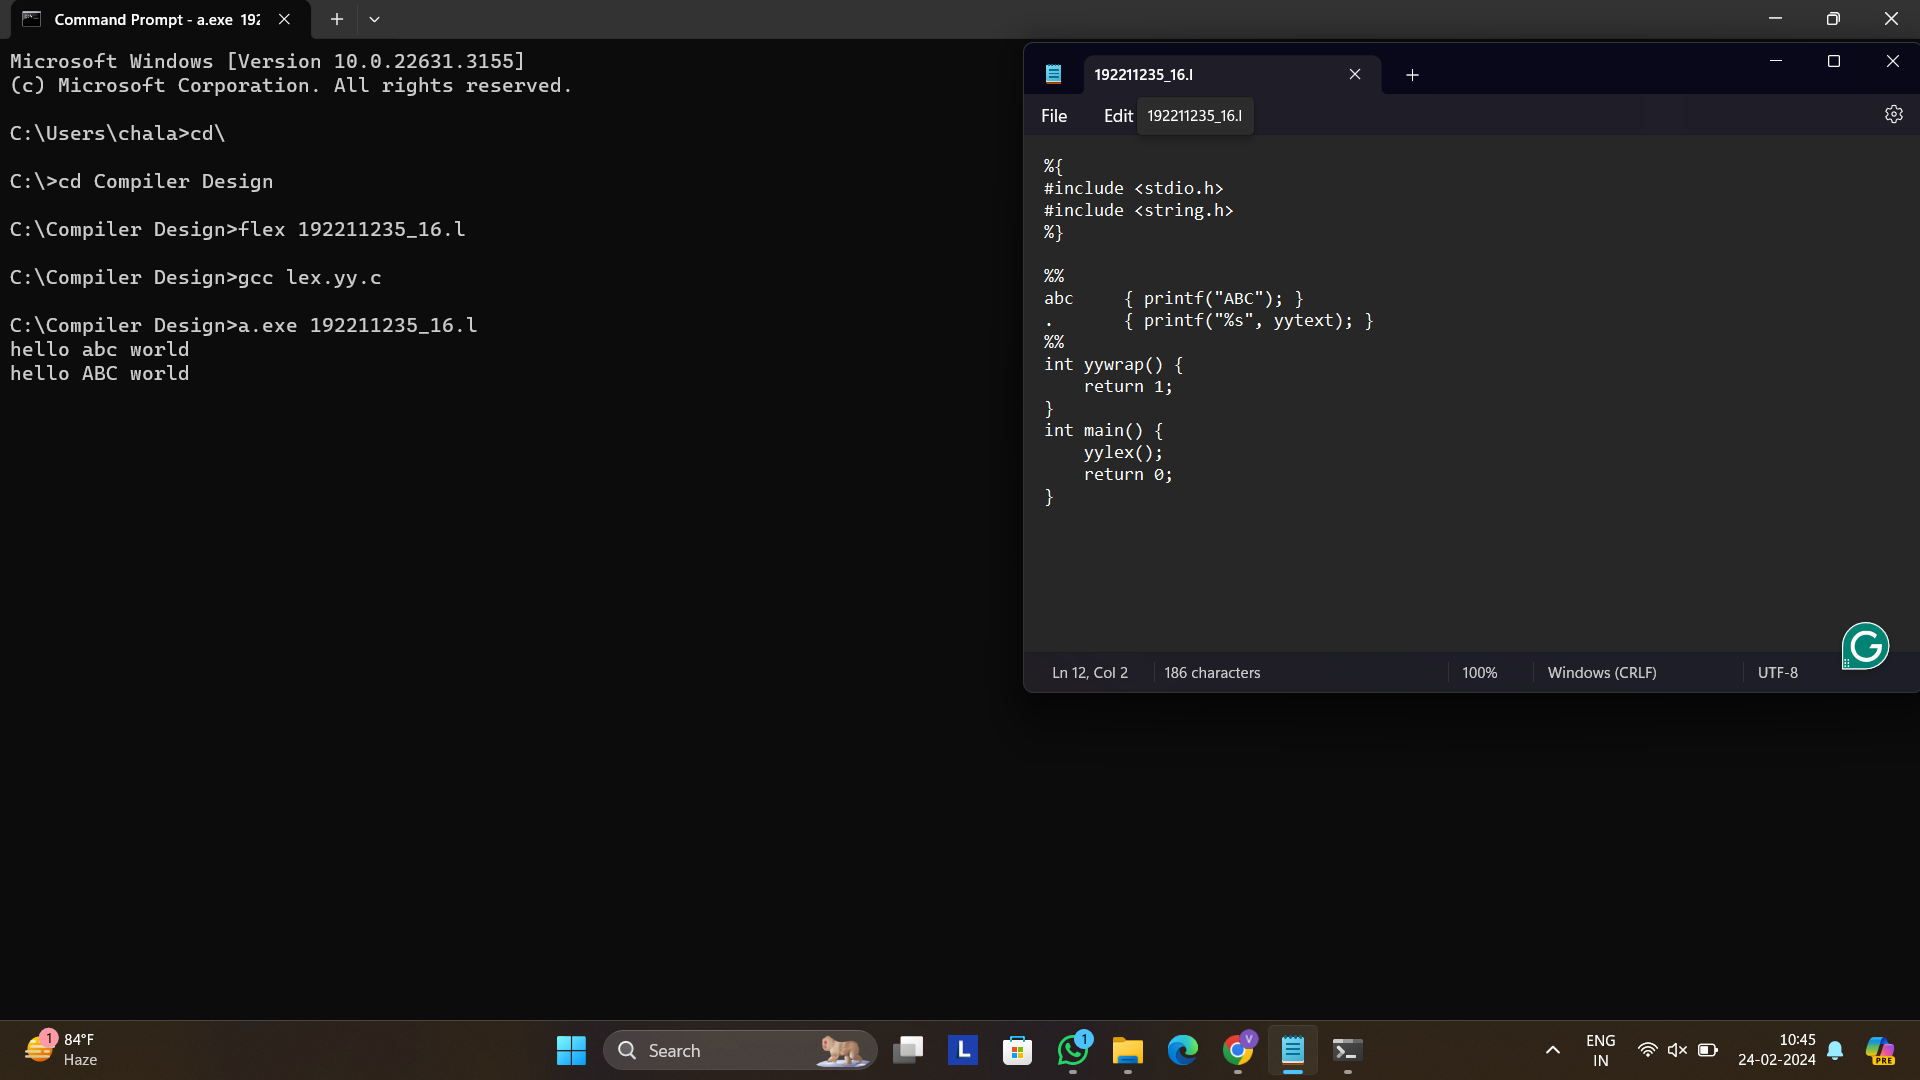 Command Prompt - a.exe 192
Microsoft Windows [Version 10.0.22631.3155]
(c) Microsoft Corporation. All rights reserved.
C:\Users\chala>cd\
C:\>cd Compiler Design
C:\Compiler Design>flex 192211235_16.l
C:\Compiler Design>gcc lex.yy.c
C:\Compiler Design>a.exe 192211235_16.l
hello abc world
hello ABC world
192211235_16.l
File Edit
192211235_16.l
%{
#include <stdio.h>
#include <string.h>
%}
%%
abc     { printf("ABC"); }
.       { printf("%s", yytext); }
%%
int yywrap() {
    return 1;
}
int main() {
    yylex();
    return 0;
}
Ln 12, Col 2 186 characters 100% Windows (CRLF) UTF-8
G
1
84°F
Haze
Search
L
1
V
ENG
IN
10:45
24-02-2024
PRE